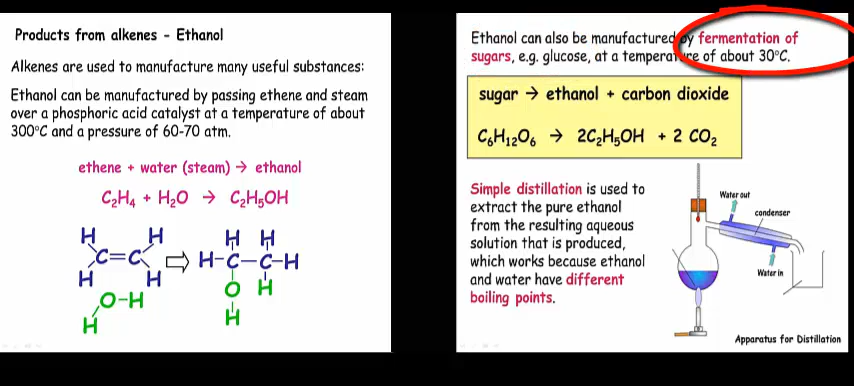 Products from alkenes - Ethanol
Alkenes are used to manufacture many useful substances:
Ethanol can be manufactured by passing ethene and steam
over a phosphoric acid catalyst at a temperature of about
300°C and a pressure of 60-70 atm.
ethene + water (steam) → ethanol
C₂H₄ + H₂O → C₂H₅OH
H H
C=C
H H
O-H
H
H H
H-C-C-H
O H
H
Ethanol can also be manufactured by fermentation of
sugars, e.g. glucose, at a temperature of about 30°C.
sugar → ethanol + carbon dioxide
C₆H₁₂O₆ → 2C₂H₅OH + 2 CO₂
Simple distillation is used to
extract the pure ethanol
from the resulting aqueous
solution that is produced,
which works because ethanol
and water have different
boiling points.
Water out
condenser
Water in
Apparatus for Distillation